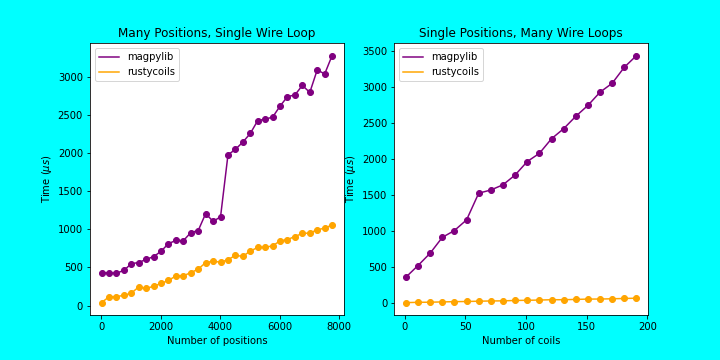 Many Positions, Single Wire Loop
magpylib
rustycoils
3000
2500
2000
1500
1000
500
0
Time (μs)
0
2000
4000
6000
8000
Number of positions
Single Positions, Many Wire Loops
magpylib
rustycoils
3500
3000
2500
2000
1500
1000
500
0
Time (μs)
0
50
100
150
200
Number of coils